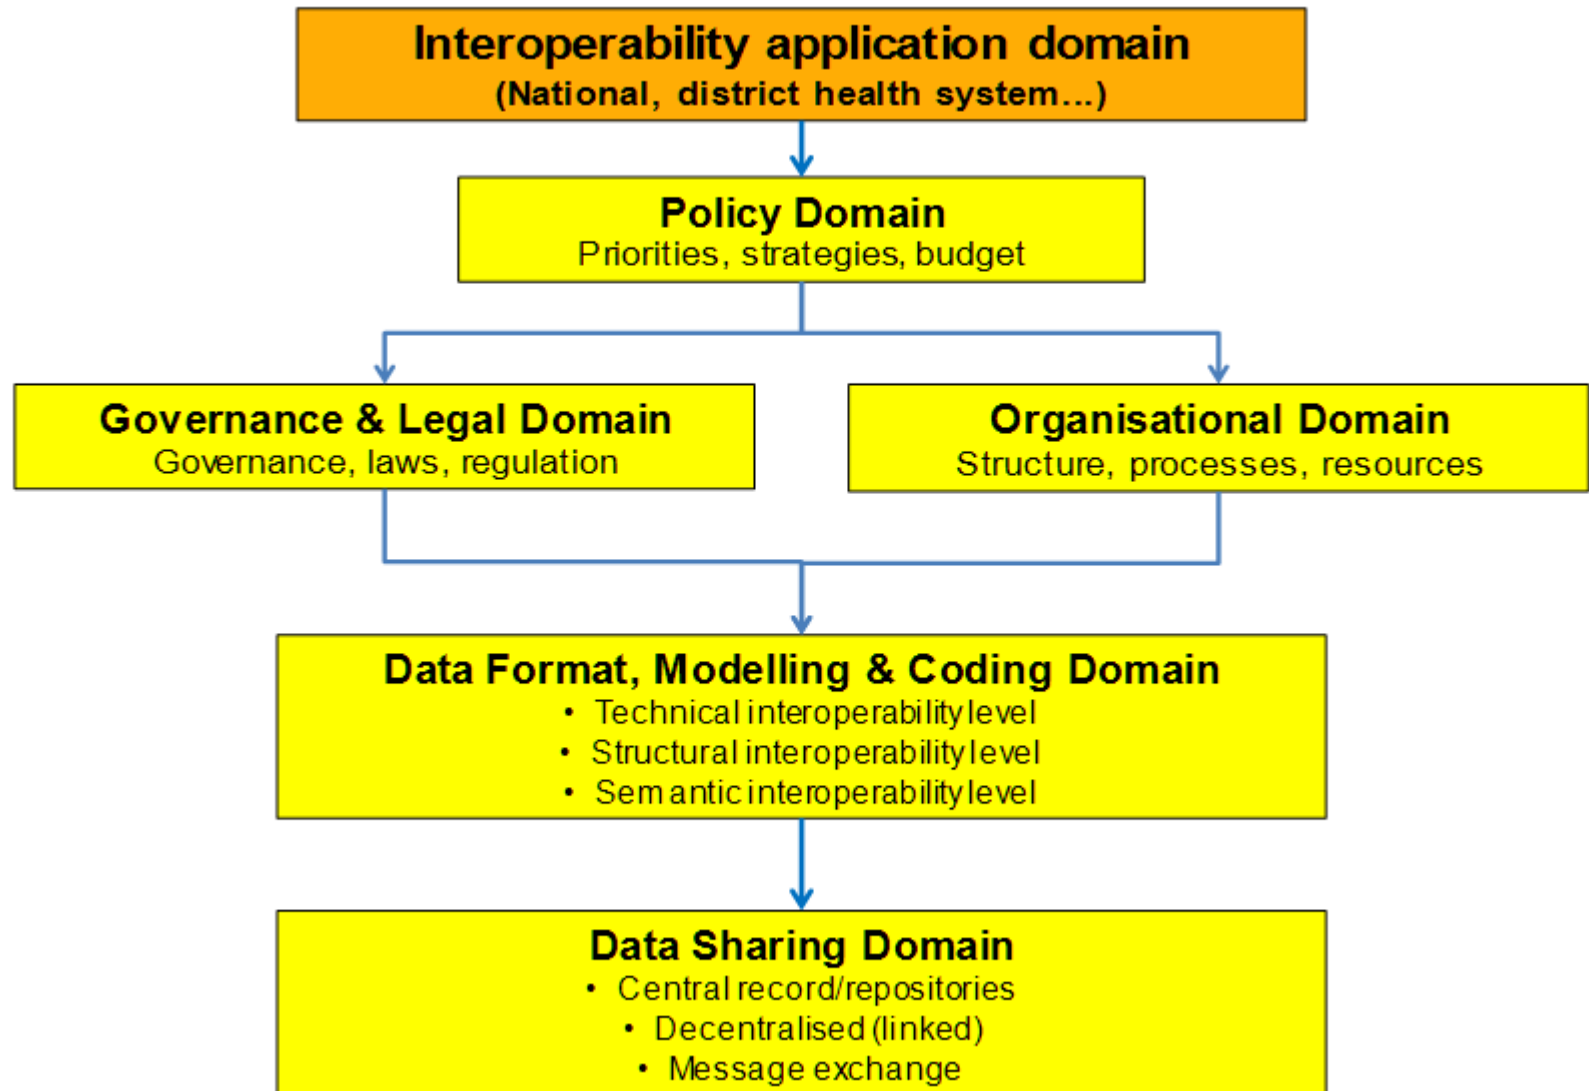 Interoperability application domain
(National, district health system...)
Policy Domain
Priorities, strategies, budget
Governance & Legal Domain
Governance, laws, regulation
Organisational Domain
Structure, processes, resources
Data Format, Modelling & Coding Domain
• Technical interoperability level
• Structural interoperability level
• Semantic interoperability level
Data Sharing Domain
• Central record/repositories
• Decentralised (linked)
• Message exchange